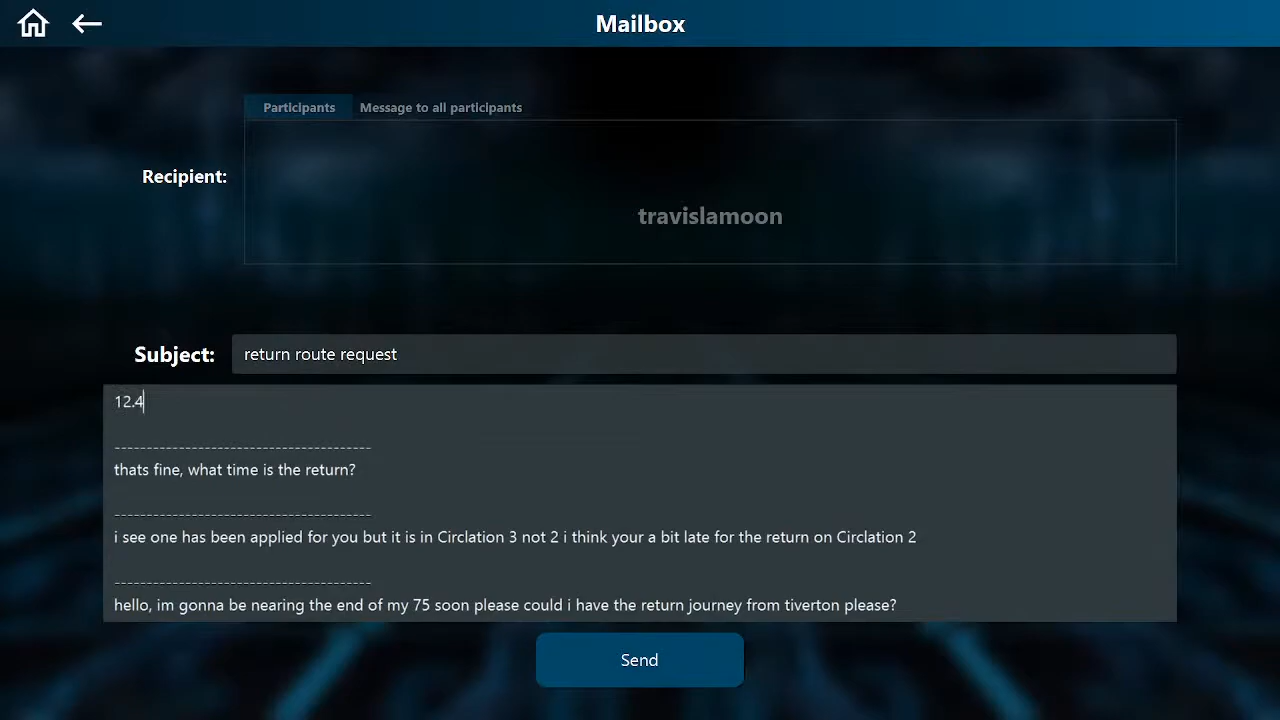 Mailbox
Participants
Message to all participants
Recipient:
travislamoon
Subject:
return route request
12.4
---------------------------------------
thats fine, what time is the return?
---------------------------------------
i see one has been applied for you but it is in Circlation 3 not 2 i think your a bit late for the return on Circlation 2
---------------------------------------
hello, im gonna be nearing the end of my 75 soon please could i have the return journey from tiverton please?
Send